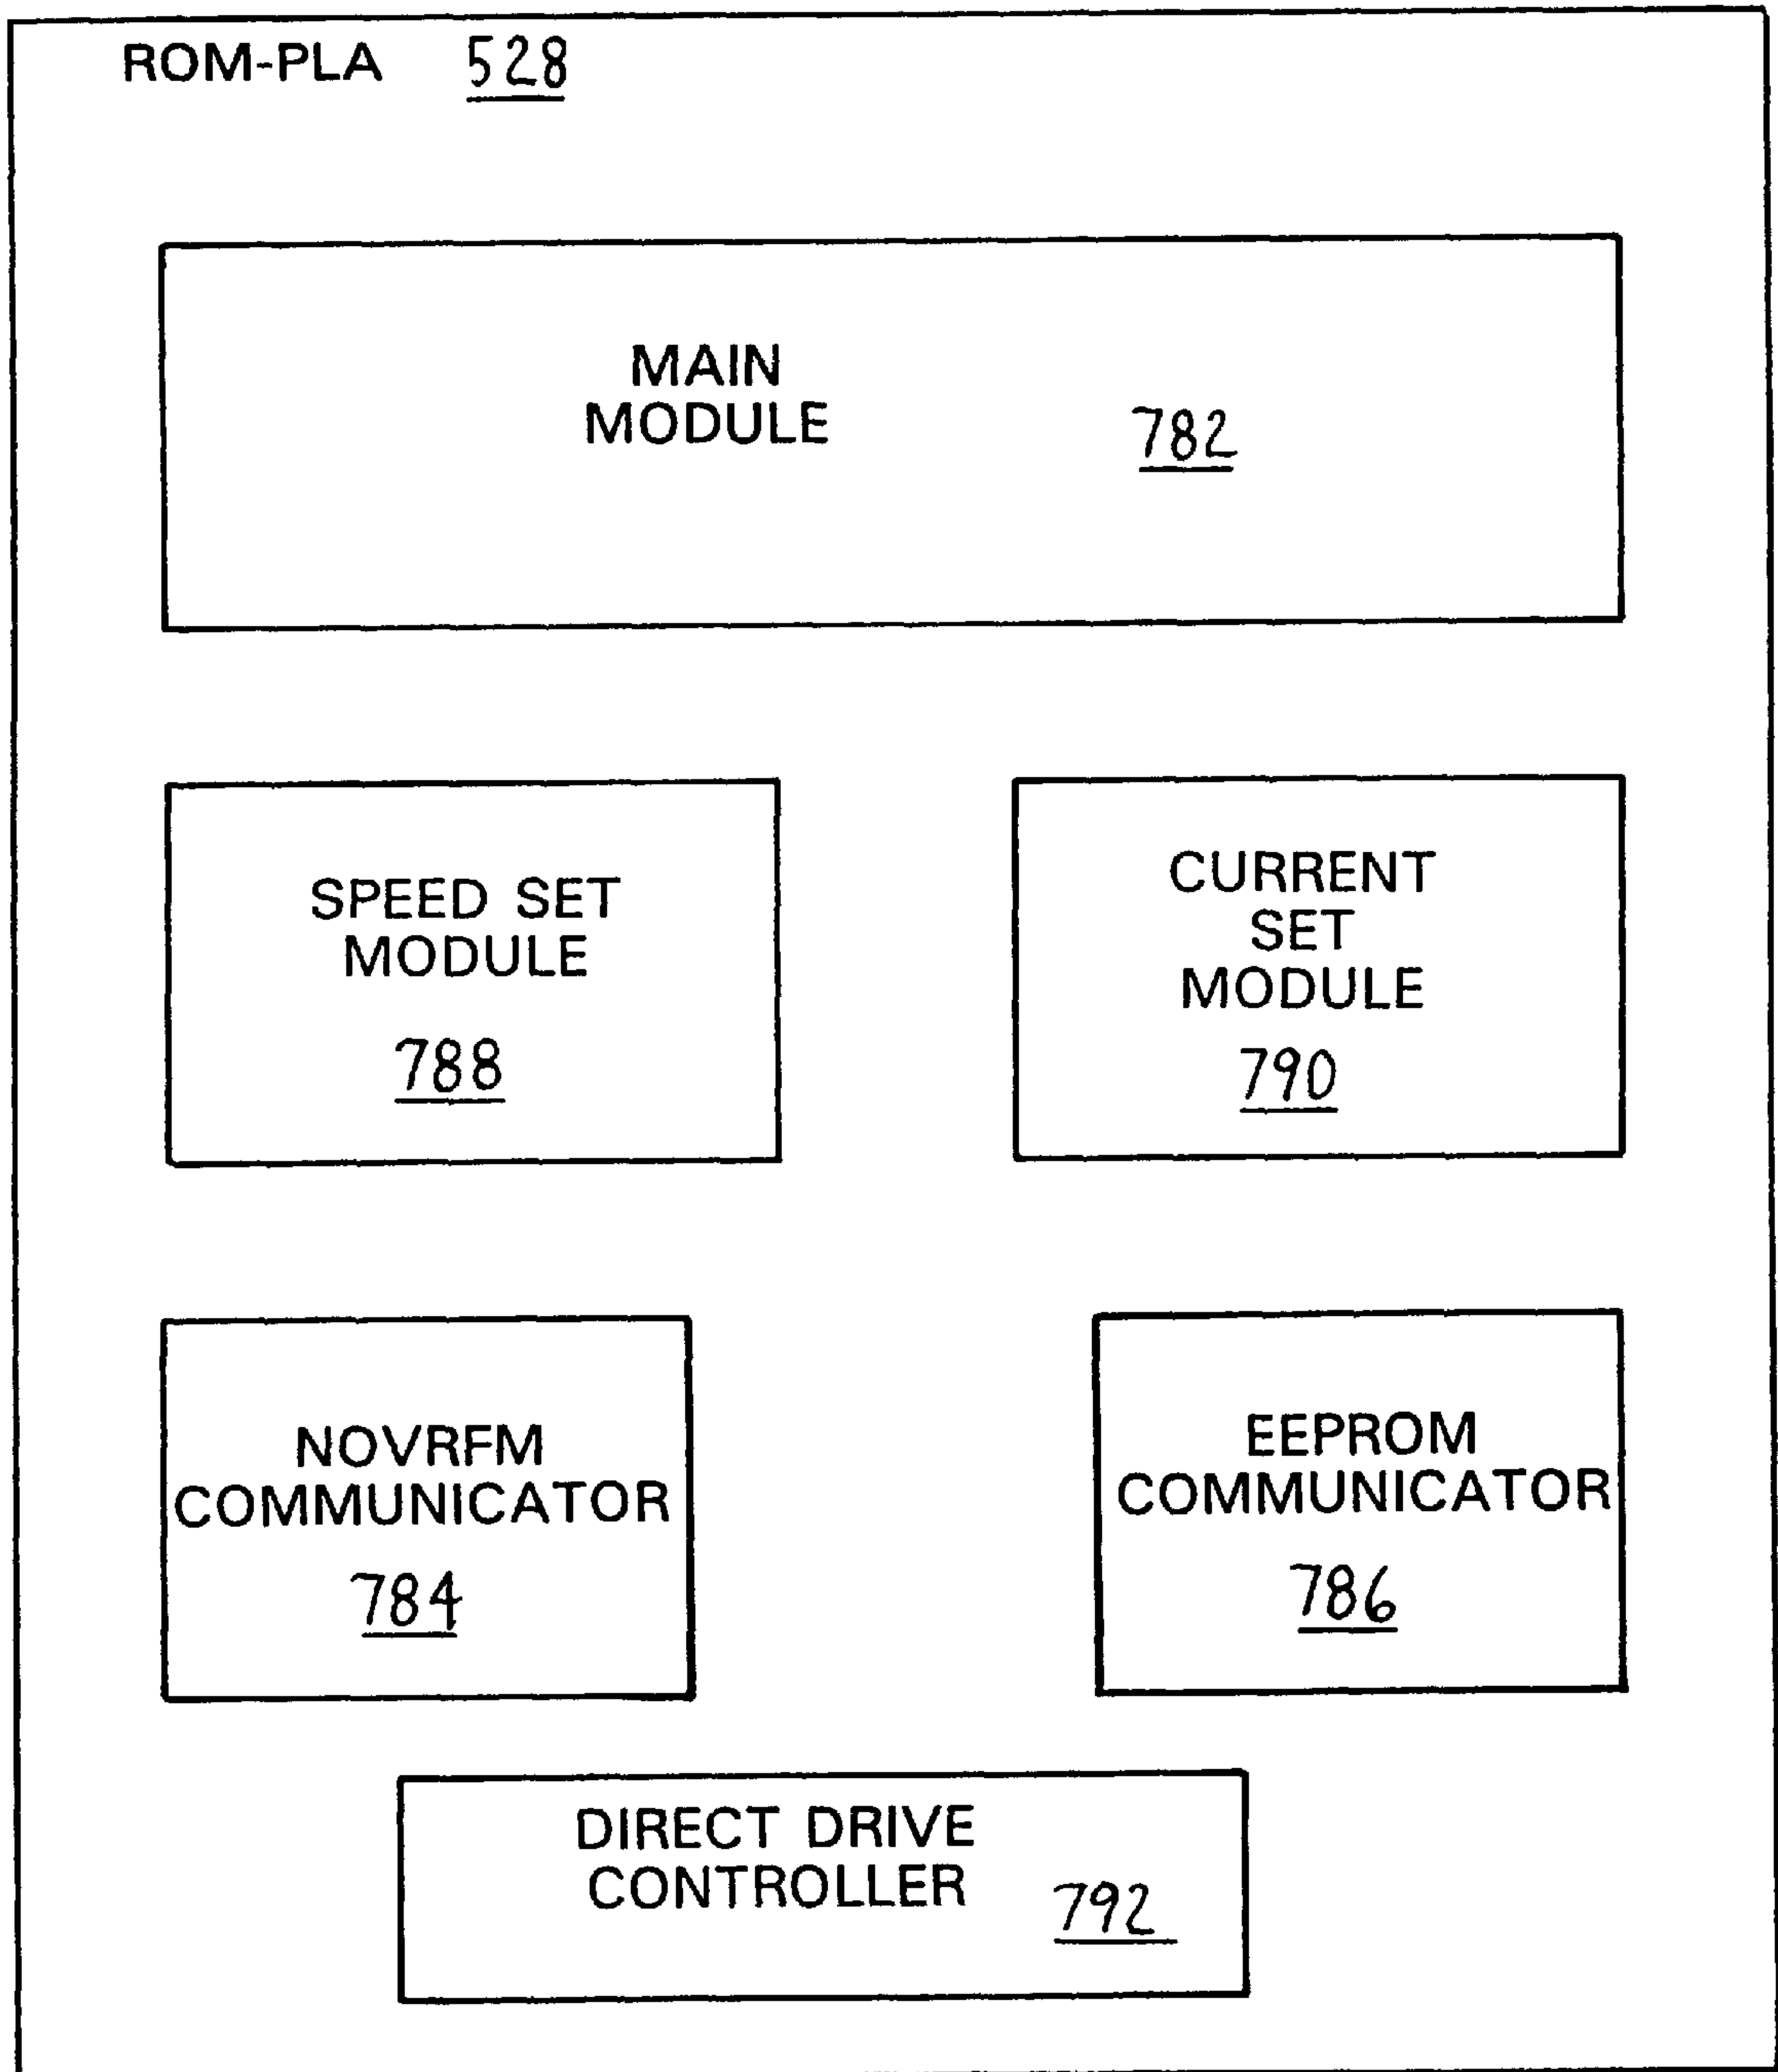 ROM-PLA 528
MAIN
MODULE 782
SPEED SET
MODULE
788
CURRENT
SET
MODULE
790
NOVRFM
COMMUNICATOR
784
EEPROM
COMMUNICATOR
786
DIRECT DRIVE
CONTROLLER 792